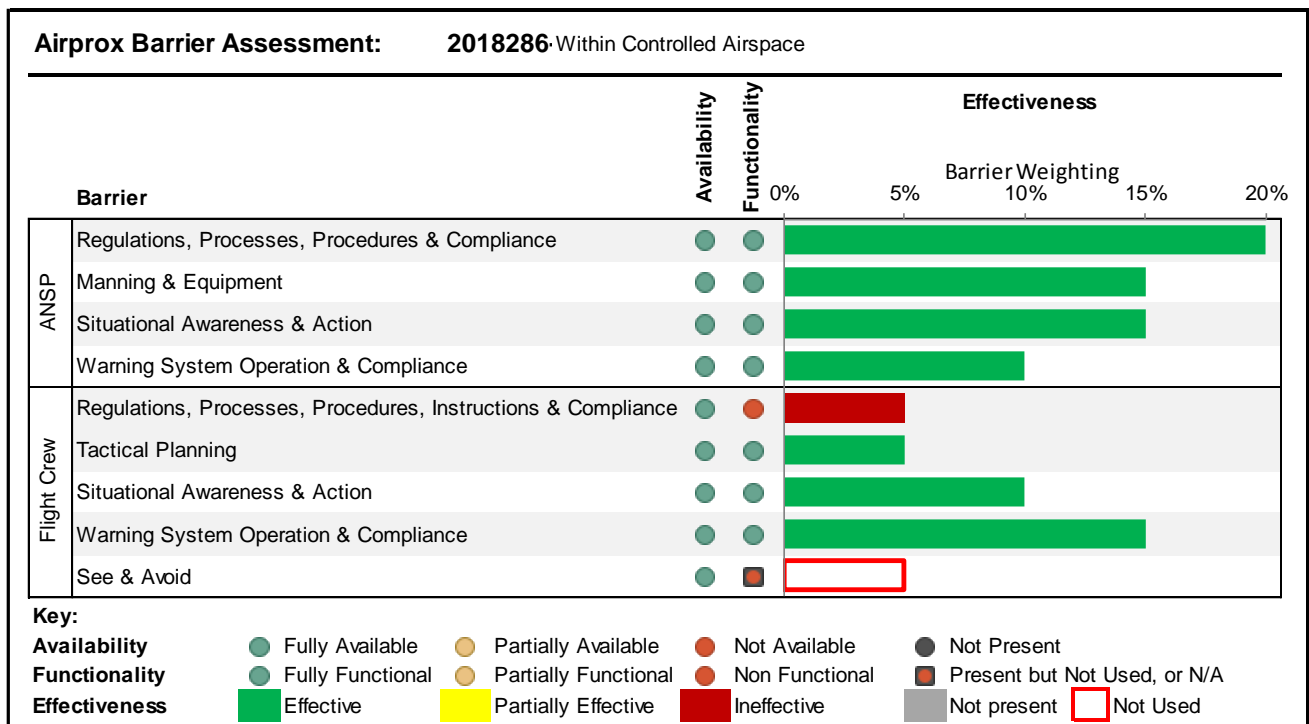 Airprox Barrier Assessment: 2018286 Within Controlled Airspace
Availability
Functionality
Effectiveness
Barrier Weighting
Barrier
0% 5% 10% 15% 20%
ANSP
Regulations, Processes, Procedures & Compliance
Manning & Equipment
Situational Awareness & Action
Warning System Operation & Compliance
Flight Crew
Regulations, Processes, Procedures, Instructions & Compliance
Tactical Planning
Situational Awareness & Action
Warning System Operation & Compliance
See & Avoid
Key:
Availability Fully Available Partially Available Not Available Not Present
Functionality Fully Functional Partially Functional Non Functional Present but Not Used, or N/A
Effectiveness Effective Partially Effective Ineffective Not present Not Used